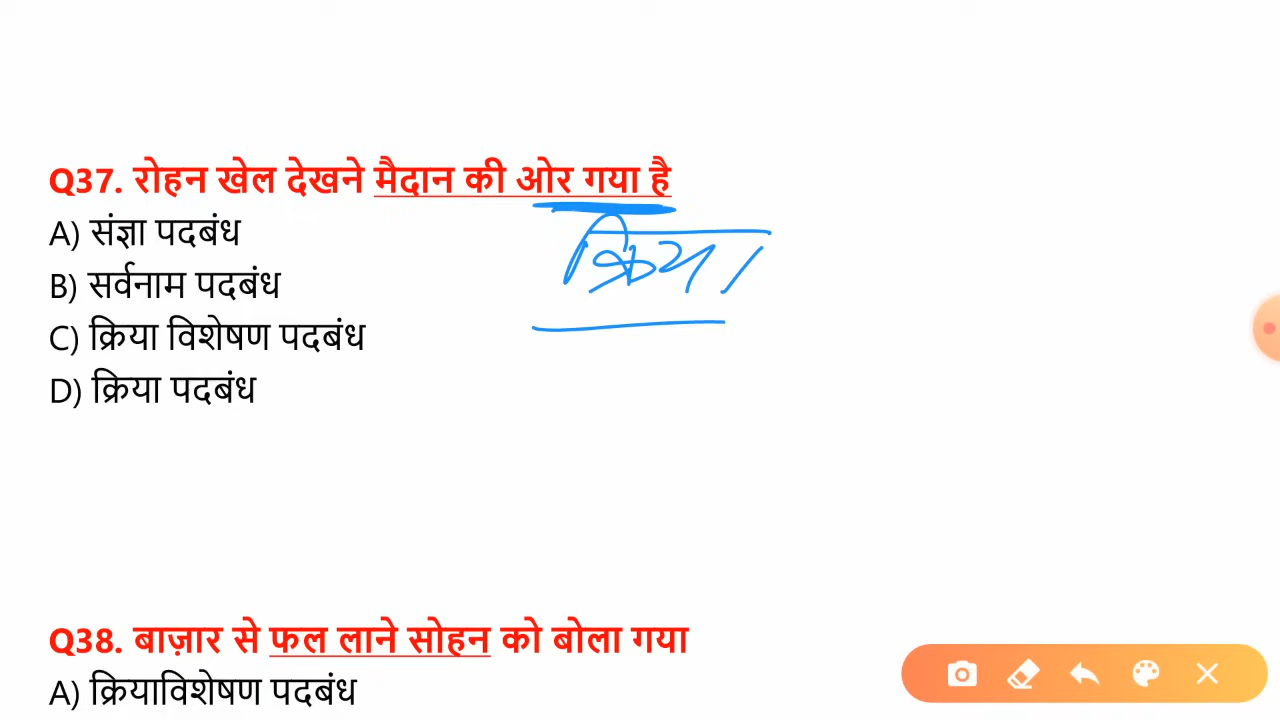 Q37. रोहन खेल देखने मैदान की ओर गया है
A) संज्ञा पदबंध
क्रिया
B) सर्वनाम पदबंध
C) क्रिया विशेषण पदबंध
D) क्रिया पदबंध
Q38. बाज़ार से फल लाने सोहन को बोला गया
A) क्रियाविशेषण पदबंध